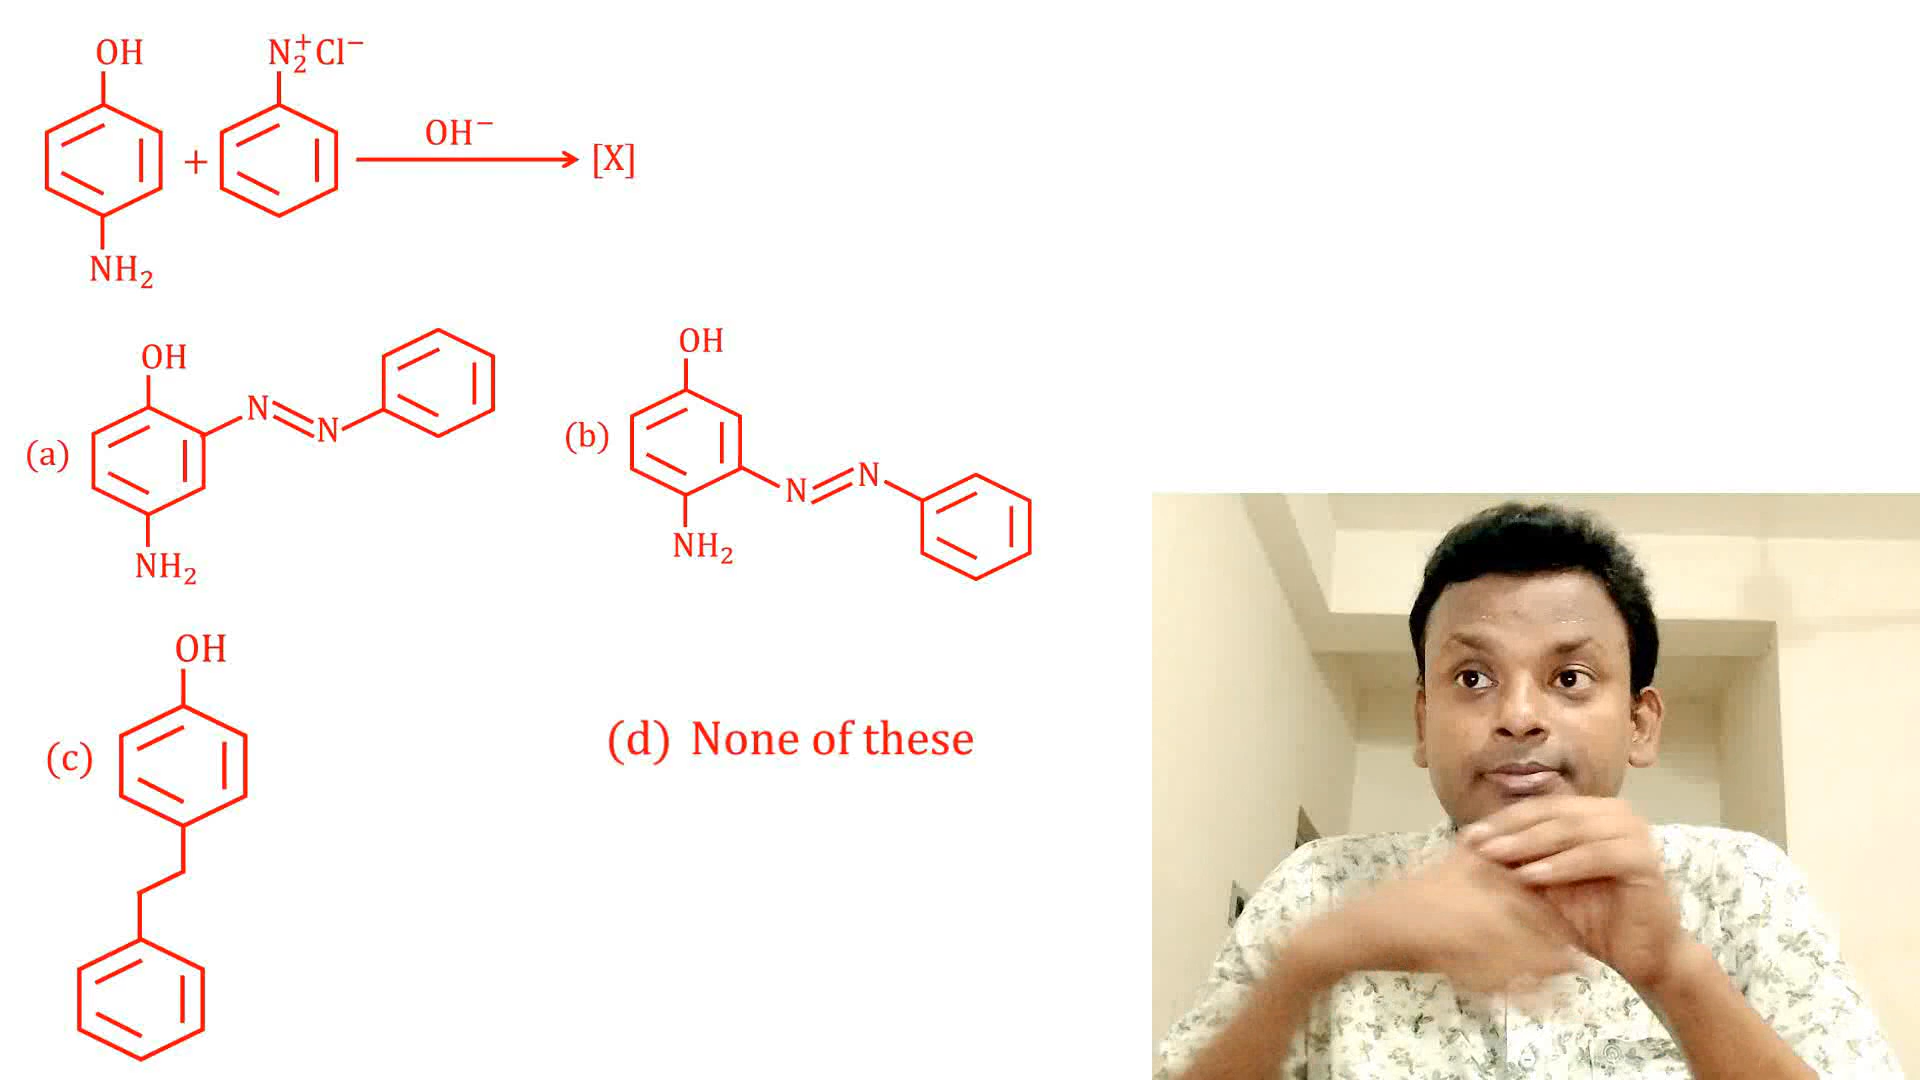 OH
N₂⁺Cl⁻
+
OH⁻
[X]
NH₂
(a)
OH
N
N
NH₂
(b)
OH
N
N
NH₂
(c)
OH
(d) None of these